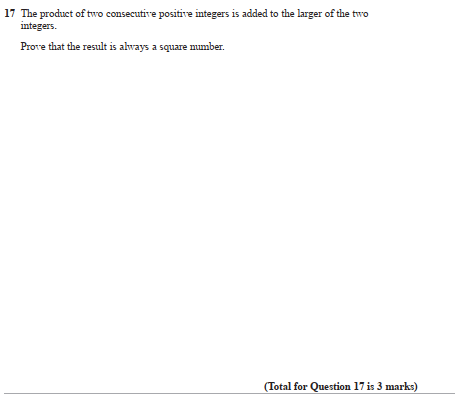 17 The product of two consecutive positive integers is added to the larger of the two
integers.
Prove that the result is always a square number.
(Total for Question 17 is 3 marks)